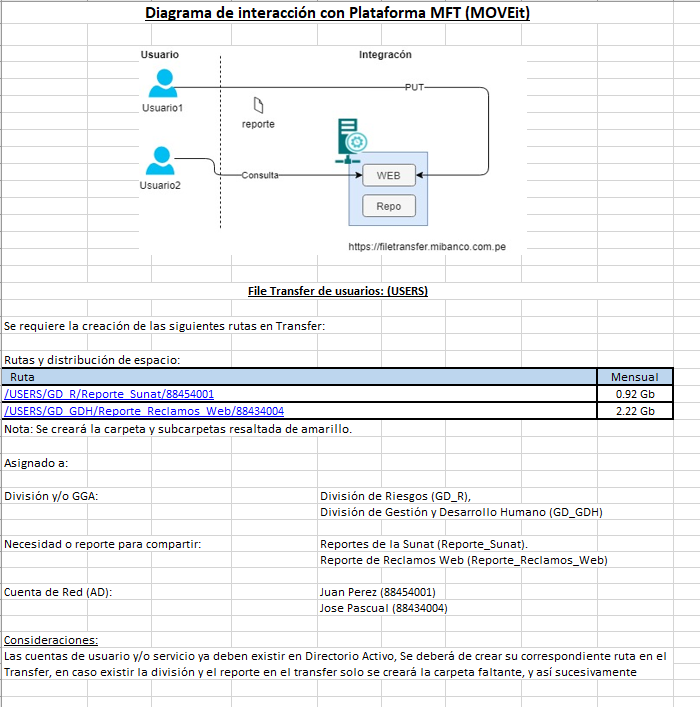 Diagrama de interacción con Plataforma MFT (MOVEit)
Usuario
Integracón
PUT
Usuario1
reporte
Usuario2
Consulta
WEB
Repo
https://filetransfer.mibanco.com.pe
File Transfer de usuarios: (USERS)
Se requiere la creación de las siguientes rutas en Transfer:
Rutas y distribución de espacio:
Ruta Mensual
/USERS/GD_R/Reporte_Sunat/88454001 0.92 Gb
/USERS/GD_GDH/Reporte_Reclamos_Web/88434004 2.22 Gb
Nota: Se creará la carpeta y subcarpetas resaltada de amarillo.
Asignado a:
División y/o GGA: División de Riesgos (GD_R),
División de Gestión y Desarrollo Humano (GD_GDH)
Necesidad o reporte para compartir: Reportes de la Sunat (Reporte_Sunat).
Reporte de Reclamos Web (Reporte_Reclamos_Web)
Cuenta de Red (AD): Juan Perez (88454001)
Jose Pascual (88434004)
Consideraciones:
Las cuentas de usuario y/o servicio ya deben existir en Directorio Activo, Se deberá de crear su correspondiente ruta en el
Transfer, en caso existir la división y el reporte en el transfer solo se creará la carpeta faltante, y así sucesivamente